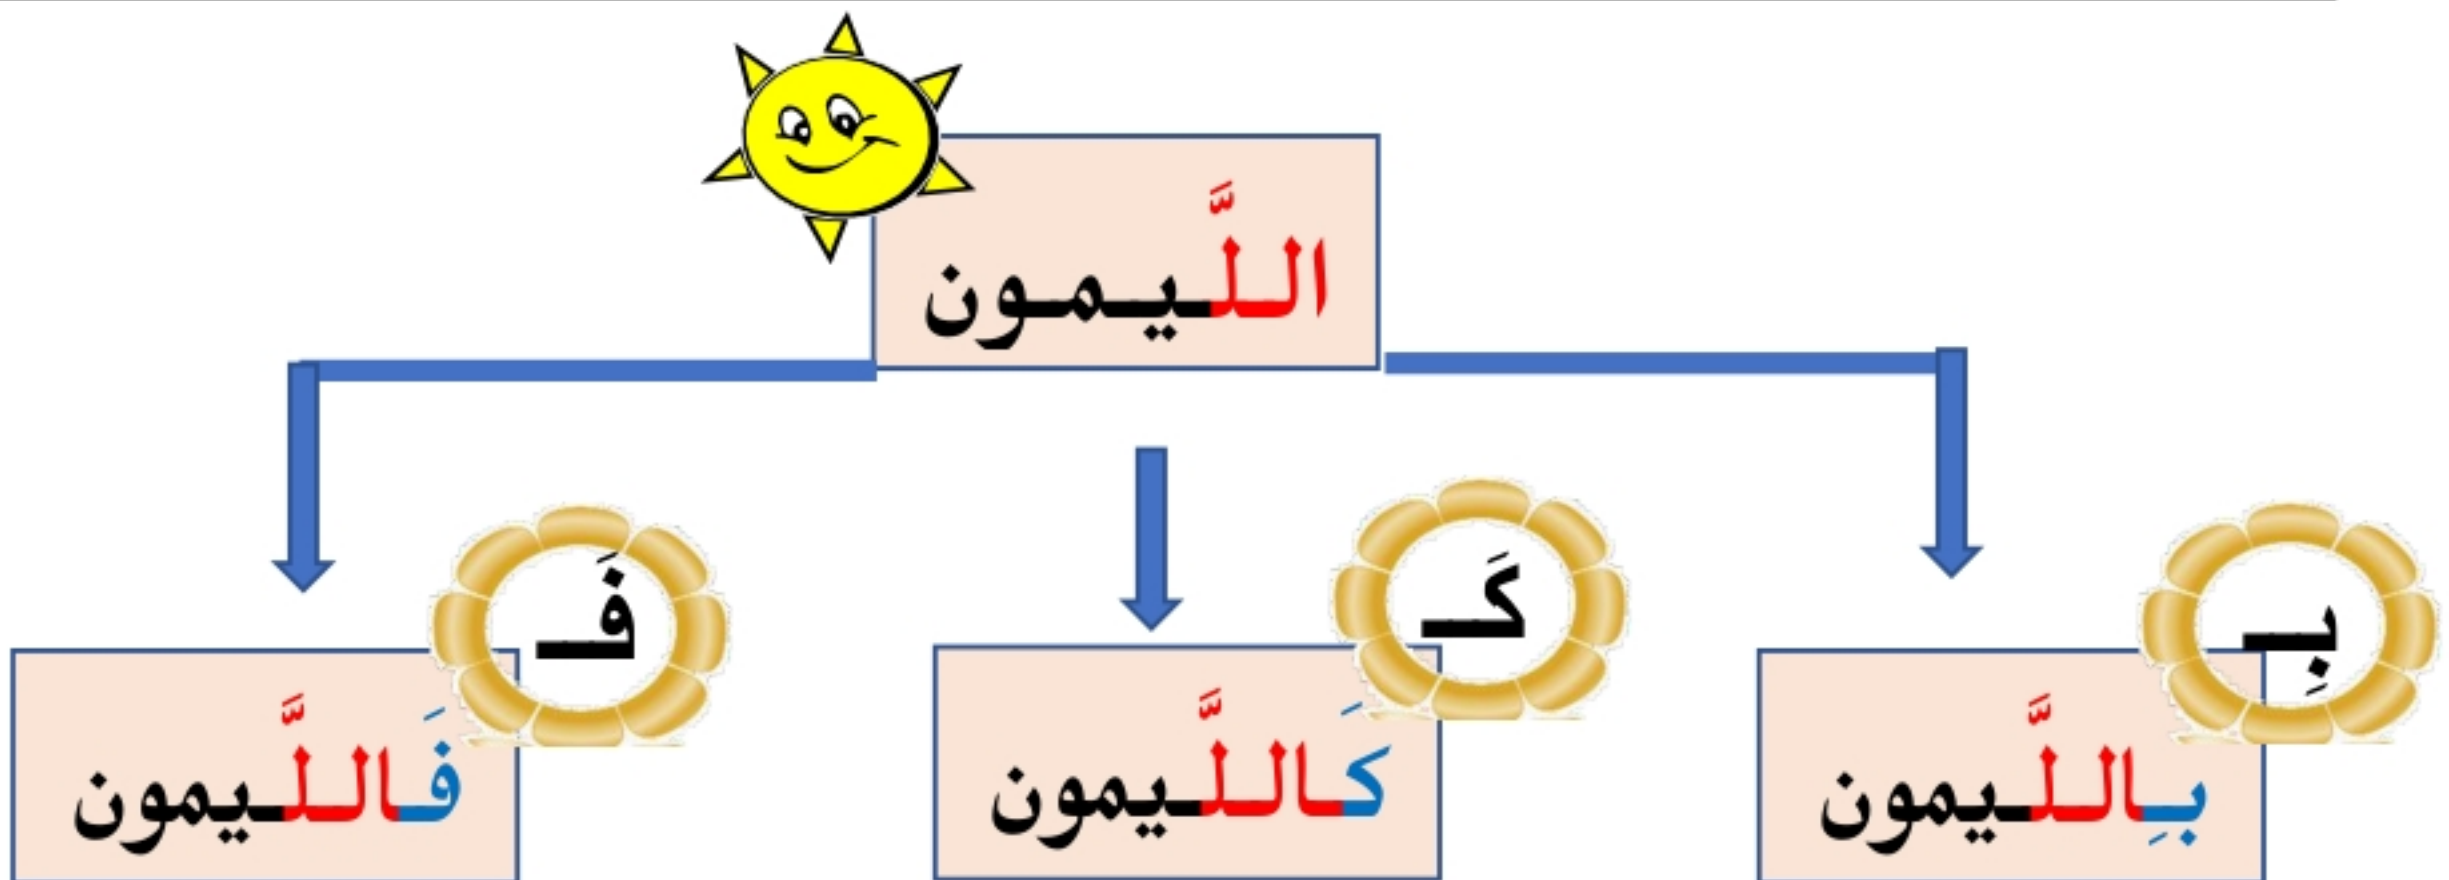 اللَّيمون
بِـ
كَـ
فَـ
بِاللَّيمون
كَاللَّيمون
فَاللَّيمون